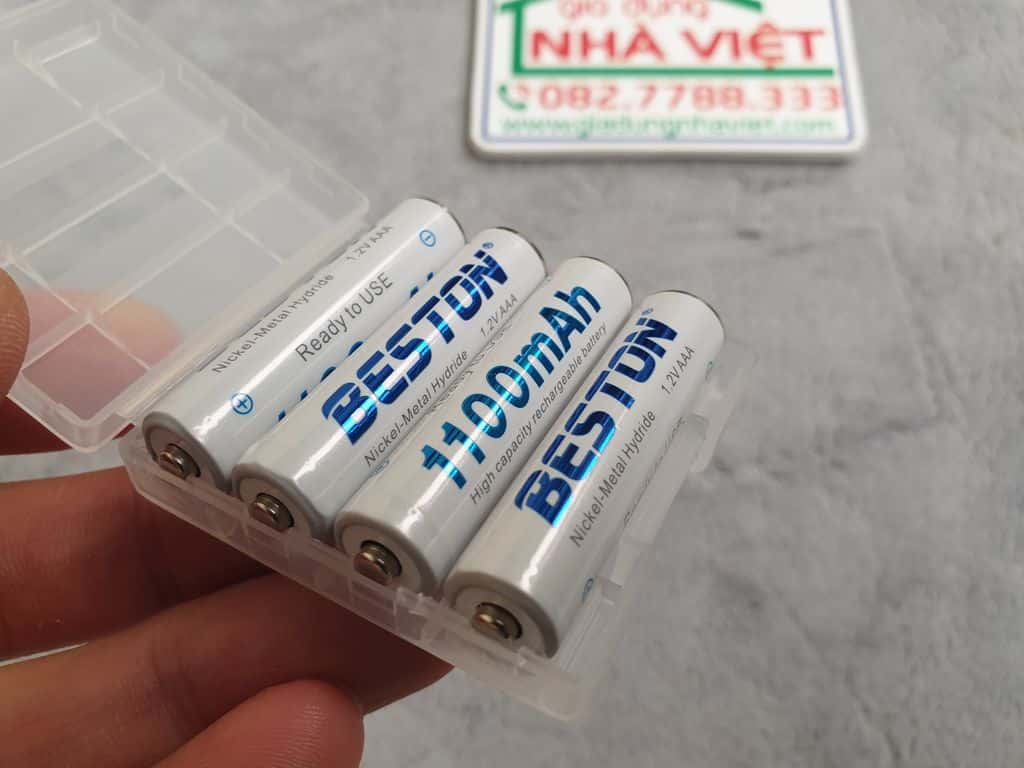 gia dụng
NHÀ VIỆT
082.7788.333
www.giadungnhaviet.com
Nickel-Metal Hydride 1.2V AAA
Ready to USE
BESTON®
Nickel-Metal Hydride 1.2V AAA
1100mAh
High capacity rechargeable battery
BESTON®
Nickel-Metal Hydride 1.2V AAA